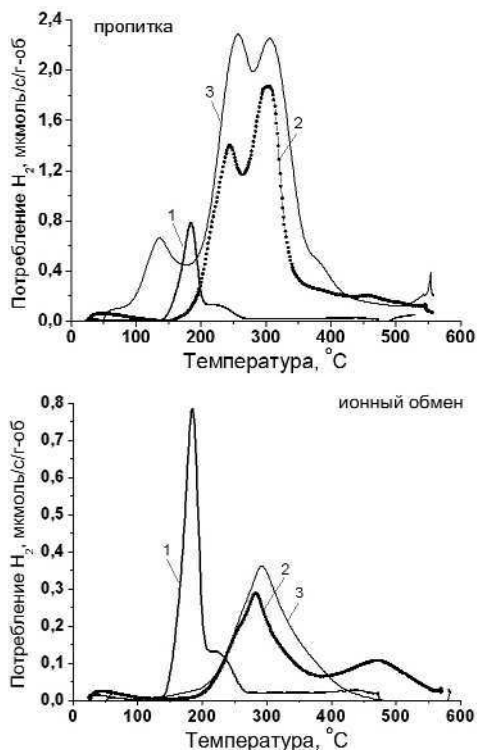 пропитка
Потребление H₂, мкмоль/с/г-об
2,4
2,0
1,6
1,2
0,8
0,4
0,0
3
2
1
0 100 200 300 400 500 600
Температура, °C
ионный обмен
Потребление H₂, мкмоль/с/г-об
0,8
0,7
0,6
0,5
0,4
0,3
0,2
0,1
0,0
1
2
3
0 100 200 300 400 500 600
Температура, °C